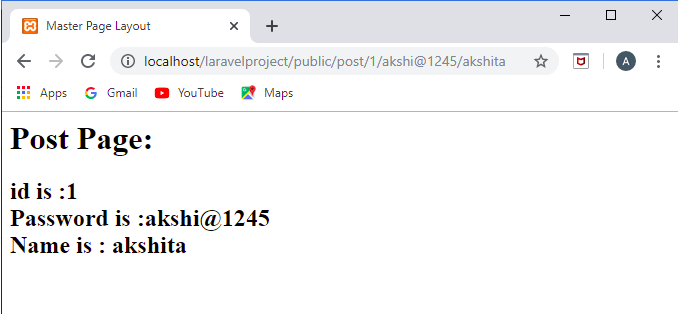 Master Page Layout
localhost/laravelproject/public/post/1/akshi@1245/akshita
A
Apps Gmail YouTube Maps
Post Page:
id is :1
Password is :akshi@1245
Name is : akshita